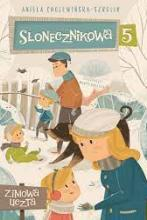 ANIELA CHOLEWIŃSKA-SZKOLIK
SŁONECZNIKOWA 5
ZIMOWA
UCZTA